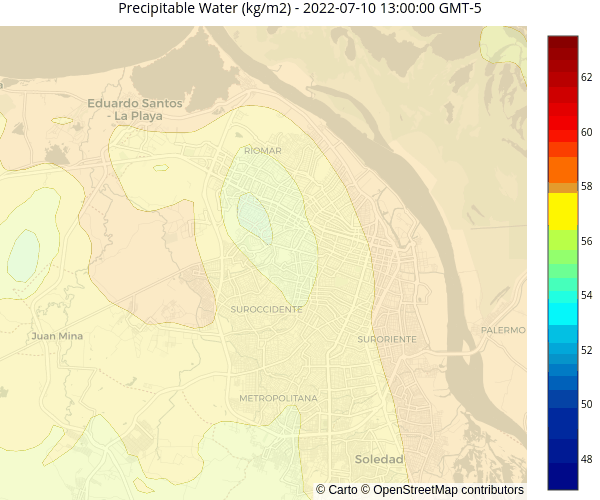 Precipitable Water (kg/m2) - 2022-07-10 13:00:00 GMT-5
62
Eduardo Santos
- La Playa
60
RIOMAR
58
56
54
SUROCCIDENTE
PALERMO
Juan Mina
SURORIENTE
52
METROPOLITANA
50
Soledad
48
© Carto © OpenStreetMap contributors